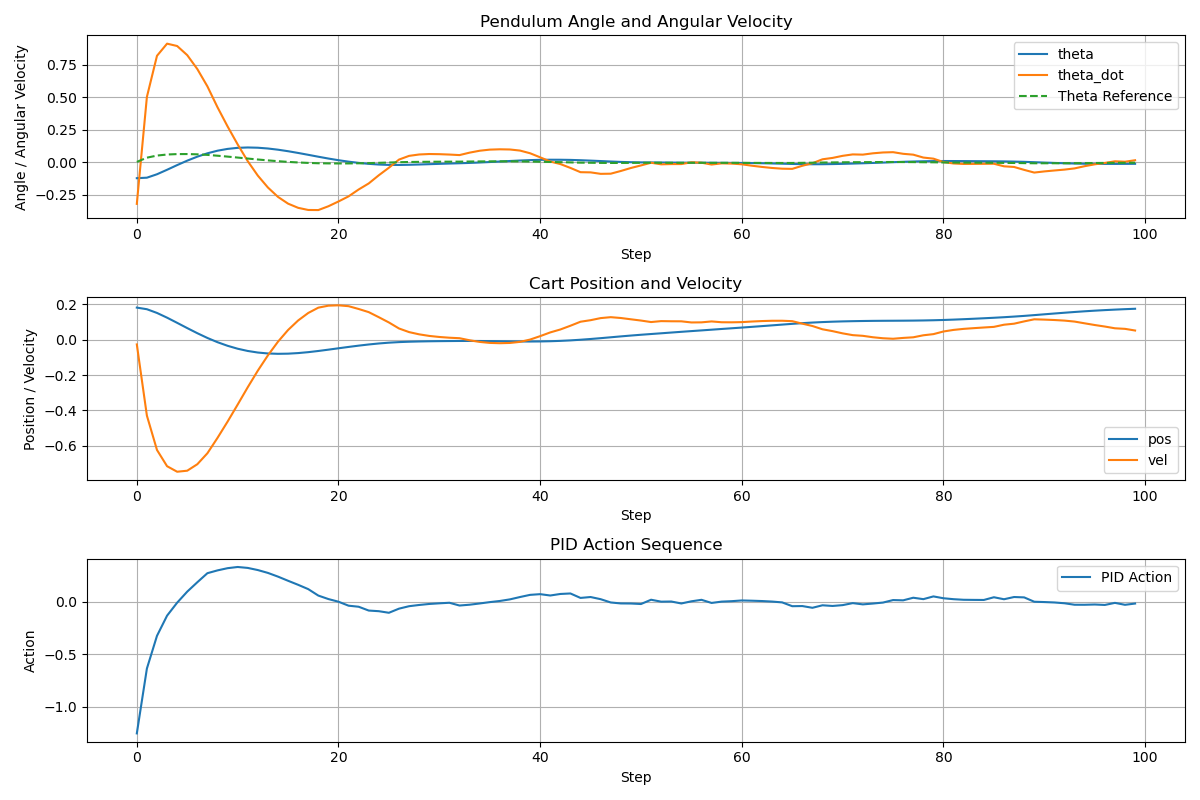 Pendulum Angle and Angular Velocity
Angle / Angular Velocity
0.75
0.50
0.25
0.00
−0.25
theta
theta_dot
Theta Reference
0
20
40
60
80
100
Step
Cart Position and Velocity
Position / Velocity
0.2
0.0
−0.2
−0.4
−0.6
pos
vel
0
20
40
60
80
100
Step
PID Action Sequence
Action
0.0
−0.5
−1.0
PID Action
0
20
40
60
80
100
Step